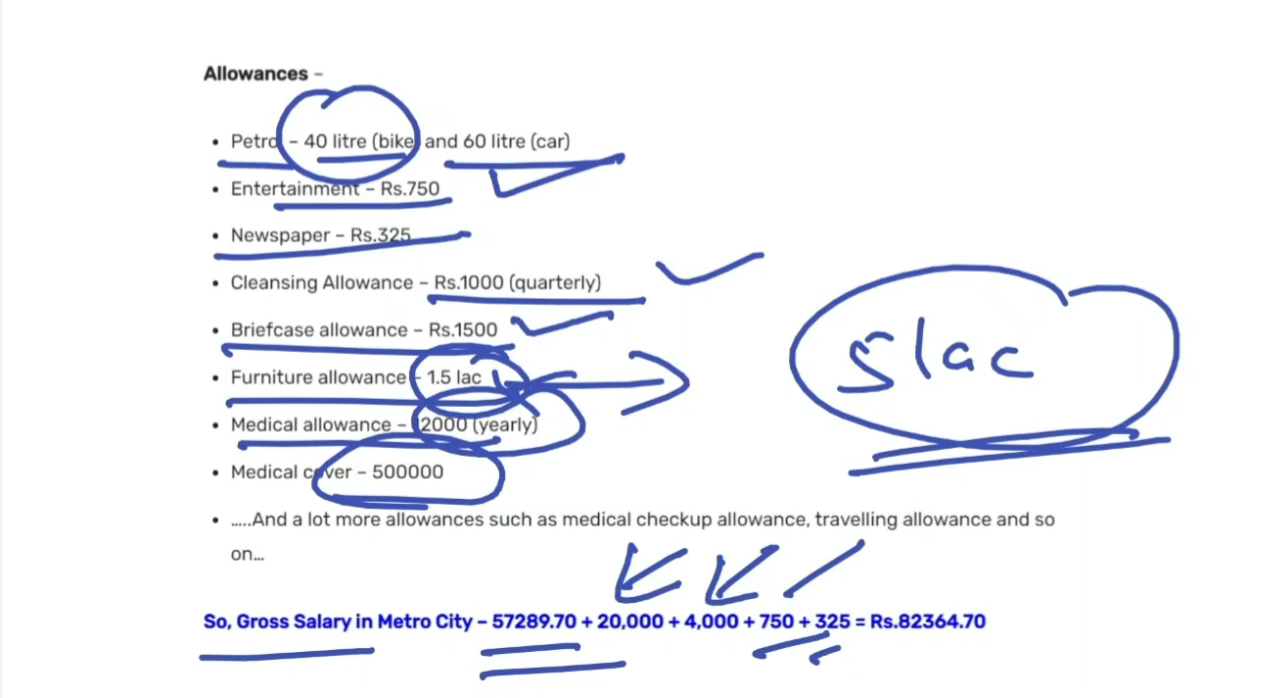 Allowances –
• Petrol – 40 litre (bike) and 60 litre (car)
• Entertainment – Rs.750
• Newspaper – Rs.325
• Cleansing Allowance – Rs.1000 (quarterly)
• Briefcase allowance – Rs.1500
5 lac
• Furniture allowance – 1.5 lac
• Medical allowance – 2000 (yearly)
• Medical cover – 500000
• .....And a lot more allowances such as medical checkup allowance, travelling allowance and so
on...
So, Gross Salary in Metro City – 57289.70 + 20,000 + 4,000 + 750 + 325 = Rs.82364.70